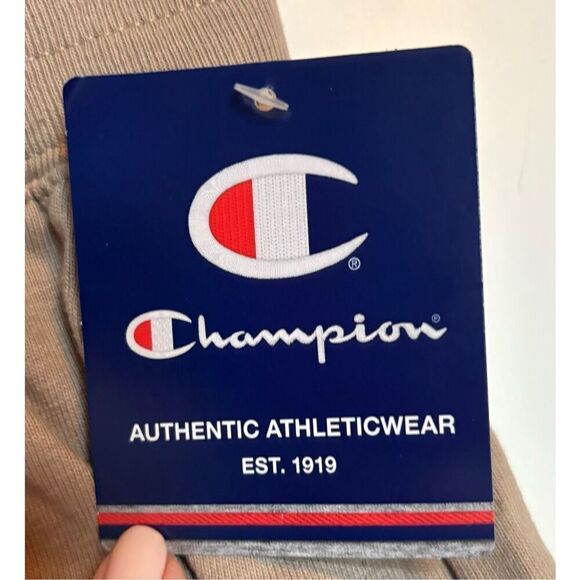 ®
Champion®
AUTHENTIC ATHLETICWEAR
EST. 1919